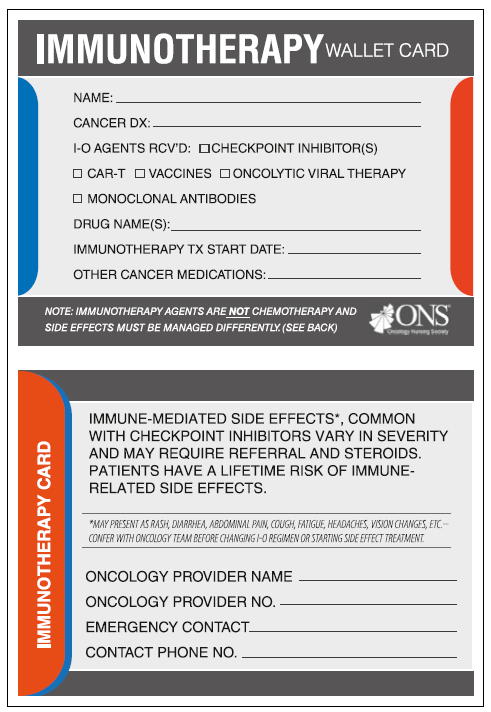 IMMUNOTHERAPY WALLET CARD
NAME:
CANCER DX:
I-O AGENTS RCV'D: CHECKPOINT INHIBITOR(S)
CAR-T VACCINES ONCOLYTIC VIRAL THERAPY
MONOCLONAL ANTIBODIES
DRUG NAME(S):
IMMUNOTHERAPY TX START DATE:
OTHER CANCER MEDICATIONS:
NOTE: IMMUNOTHERAPY AGENTS ARE NOT CHEMOTHERAPY AND
SIDE EFFECTS MUST BE MANAGED DIFFERENTLY. (SEE BACK)
ONS
Oncology Nursing Society
IMMUNOTHERAPY CARD
IMMUNE-MEDIATED SIDE EFFECTS*, COMMON
WITH CHECKPOINT INHIBITORS VARY IN SEVERITY
AND MAY REQUIRE REFERRAL AND STEROIDS.
PATIENTS HAVE A LIFETIME RISK OF IMMUNE-
RELATED SIDE EFFECTS.
*MAY PRESENT AS RASH, DIARRHEA, ABDOMINAL PAIN, COUGH, FATIGUE, HEADACHES, VISION CHANGES, ETC.–
CONFER WITH ONCOLOGY TEAM BEFORE CHANGING I-O REGIMEN OR STARTING SIDE EFFECT TREATMENT.
ONCOLOGY PROVIDER NAME
ONCOLOGY PROVIDER NO.
EMERGENCY CONTACT
CONTACT PHONE NO.